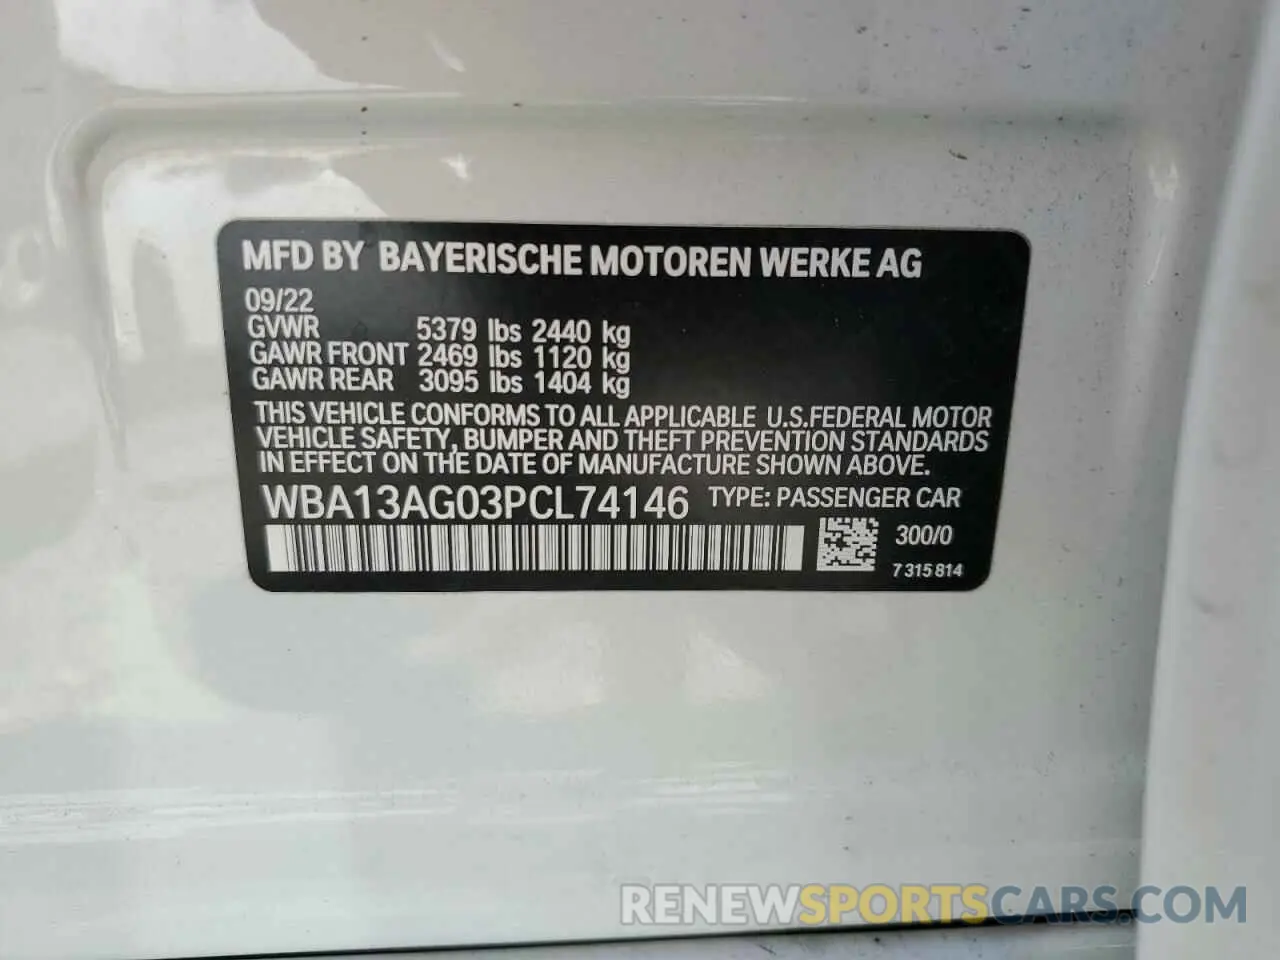 MFD BY BAYERISCHE MOTOREN WERKE AG
09/22
GVWR 5379 lbs 2440 kg
GAWR FRONT 2469 lbs 1120 kg
GAWR REAR 3095 lbs 1404 kg
THIS VEHICLE CONFORMS TO ALL APPLICABLE U.S.FEDERAL MOTOR
VEHICLE SAFETY, BUMPER AND THEFT PREVENTION STANDARDS
IN EFFECT ON THE DATE OF MANUFACTURE SHOWN ABOVE.
WBA13AG03PCL74146 TYPE: PASSENGER CAR
300/0
7 315 814
RENEWSPORTSCARS.COM